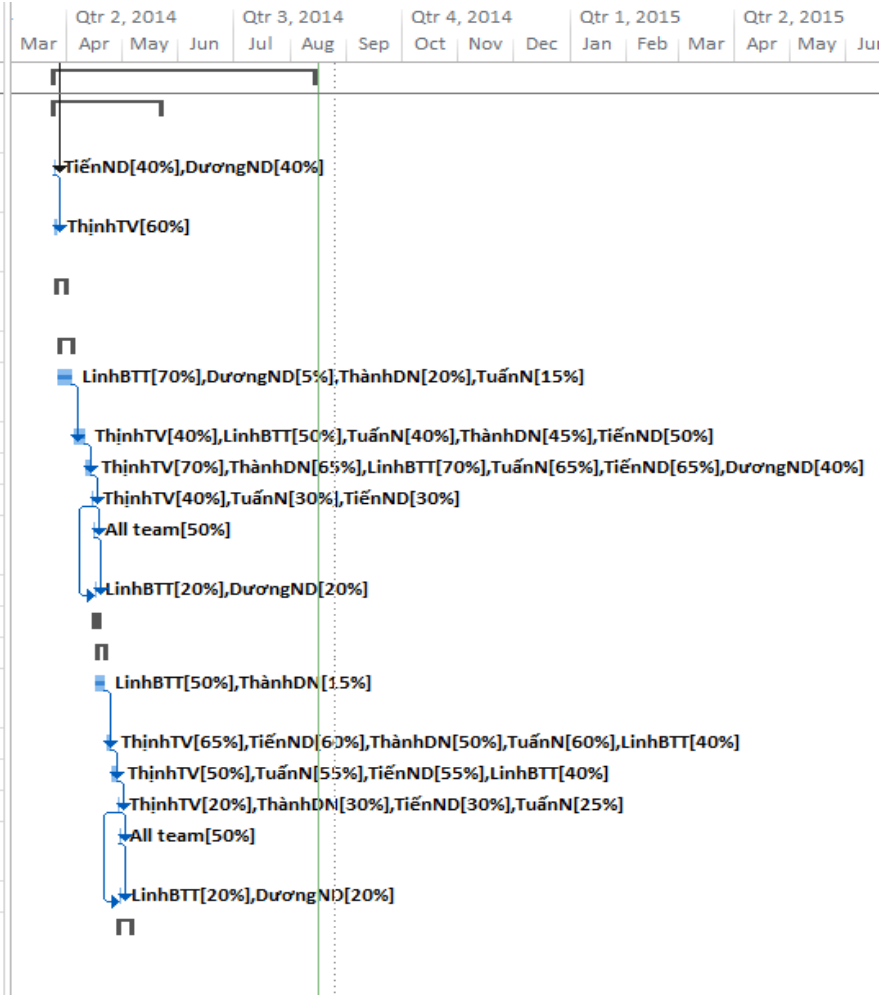 Qtr 2, 2014 Qtr 3, 2014 Qtr 4, 2014 Qtr 1, 2015 Qtr 2, 2015
Mar Apr May Jun Jul Aug Sep Oct Nov Dec Jan Feb Mar Apr May Jun
TiếnND[40%],DươngND[40%]
ThịnhTV[60%]
LinhBTT[70%],DươngND[5%],ThànhDN[20%],TuấnN[15%]
ThịnhTV[40%],LinhBTT[50%],TuấnN[40%],ThànhDN[45%],TiếnND[50%]
ThịnhTV[70%],ThànhDN[65%],LinhBTT[70%],TuấnN[65%],TiếnND[65%],DươngND[40%]
ThịnhTV[40%],TuấnN[30%],TiếnND[30%]
All team[50%]
LinhBTT[20%],DươngND[20%]
LinhBTT[50%],ThànhDN[15%]
ThịnhTV[65%],TiếnND[60%],ThànhDN[50%],TuấnN[60%],LinhBTT[40%]
ThịnhTV[50%],TuấnN[55%],TiếnND[55%],LinhBTT[40%]
ThịnhTV[20%],ThànhDN[30%],TiếnND[30%],TuấnN[25%]
All team[50%]
LinhBTT[20%],DươngND[20%]